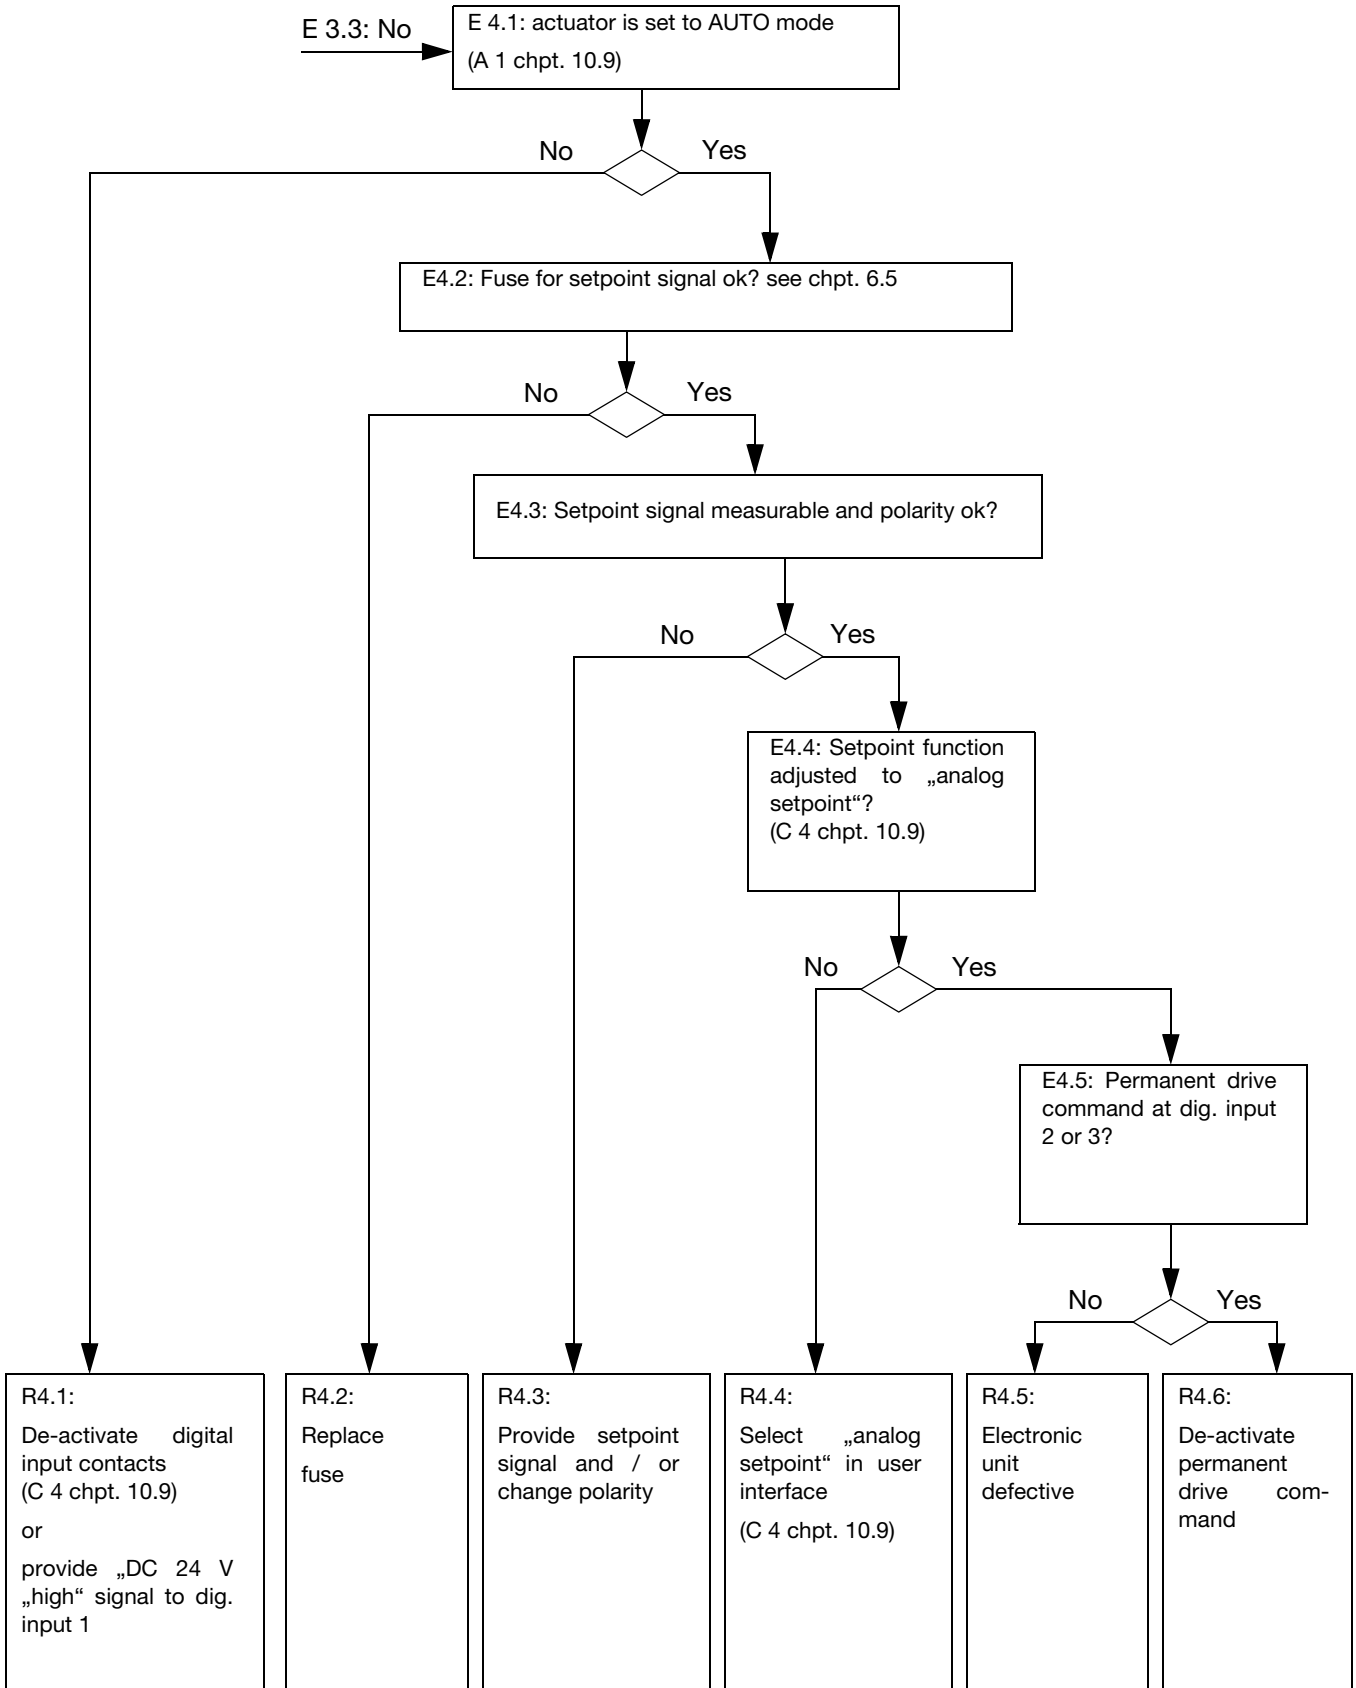 E 3.3: No
E 4.1: actuator is set to AUTO mode
(A 1 chpt. 10.9)
No
Yes
E4.2: Fuse for setpoint signal ok? see chpt. 6.5
No
Yes
E4.3: Setpoint signal measurable and polarity ok?
No
Yes
E4.4: Setpoint function
adjusted to „analog
setpoint“?
(C 4 chpt. 10.9)
No
Yes
E4.5: Permanent drive
command at dig. input
2 or 3?
No
Yes
R4.1:
De-activate digital
input contacts
(C 4 chpt. 10.9)
or
provide „DC 24 V
„high“ signal to dig.
input 1
R4.2:
Replace
fuse
R4.3:
Provide setpoint
signal and / or
change polarity
R4.4:
Select „analog
setpoint“ in user
interface
(C 4 chpt. 10.9)
R4.5:
Electronic
unit
defective
R4.6:
De-activate
permanent
drive com-
mand